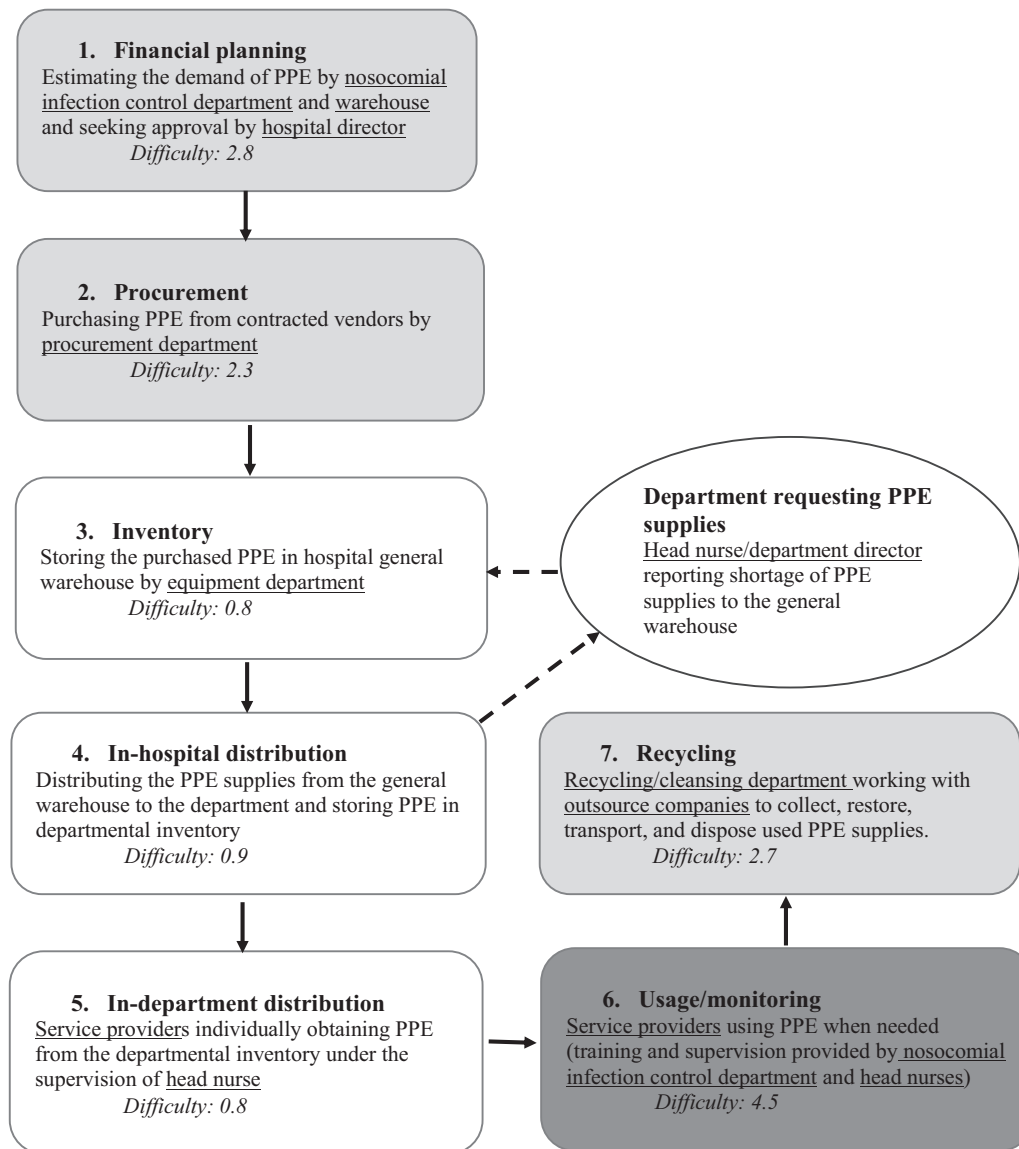 1. Financial planning
Estimating the demand of PPE by nosocomial
infection control department and warehouse
and seeking approval by hospital director
Difficulty: 2.8
2. Procurement
Purchasing PPE from contracted vendors by
procurement department
Difficulty: 2.3
3. Inventory
Storing the purchased PPE in hospital general
warehouse by equipment department
Difficulty: 0.8
Department requesting PPE
supplies
Head nurse/department director
reporting shortage of PPE
supplies to the general
warehouse
4. In-hospital distribution
Distributing the PPE supplies from the general
warehouse to the department and storing PPE in
departmental inventory
Difficulty: 0.9
5. In-department distribution
Service providers individually obtaining PPE
from the departmental inventory under the
supervision of head nurse
Difficulty: 0.8
6. Usage/monitoring
Service providers using PPE when needed
(training and supervision provided by nosocomial
infection control department and head nurses)
Difficulty: 4.5
7. Recycling
Recycling/cleansing department working with
outsource companies to collect, restore,
transport, and dispose used PPE supplies.
Difficulty: 2.7